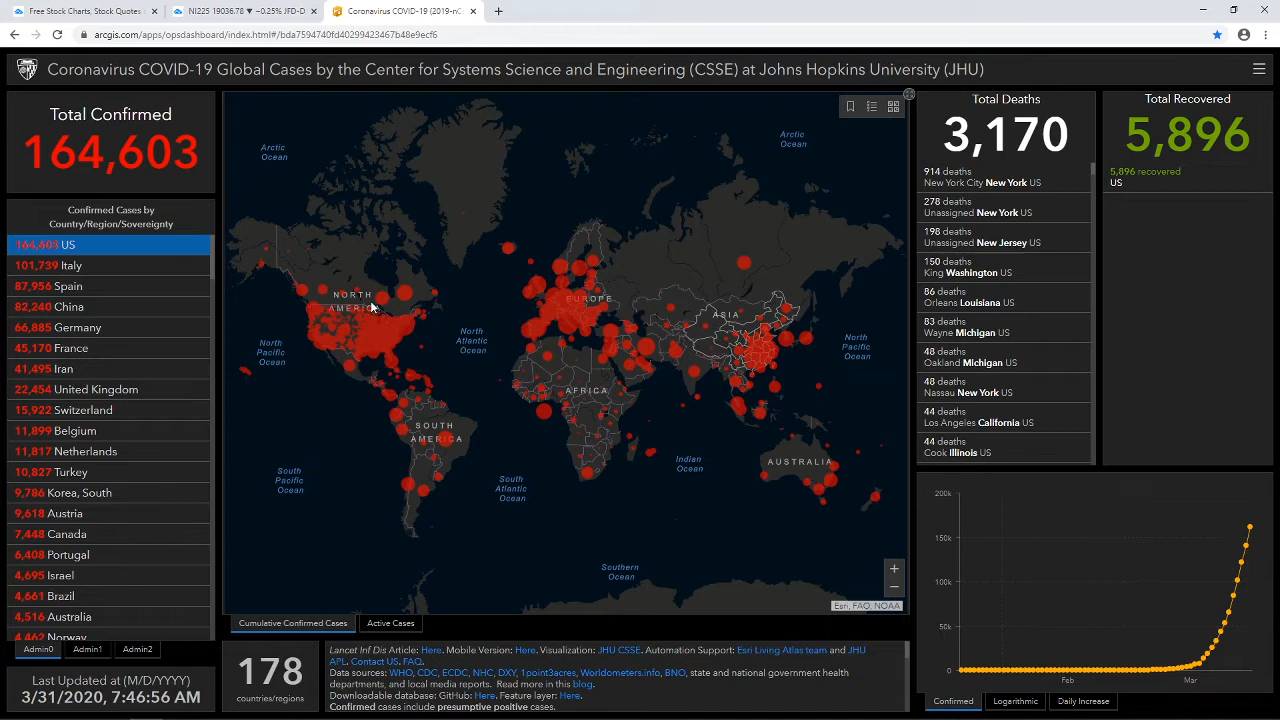 Free Stock Charts, Stock Quotes
NI225 19036.78 ▼ −0.25% JFD-D
Coronavirus COVID-19 (2019-nC
arcgis.com/apps/opsdashboard/index.html#/bda7594740fd40299423467b48e9ecf6
Coronavirus COVID-19 Global Cases by the Center for Systems Science and Engineering (CSSE) at Johns Hopkins University (JHU)
Total Confirmed
164,603
Confirmed Cases by
Country/Region/Sovereignty
164,603 US
101,739 Italy
87,956 Spain
82,240 China
66,885 Germany
45,170 France
41,495 Iran
22,454 United Kingdom
15,922 Switzerland
11,899 Belgium
11,817 Netherlands
10,827 Turkey
9,786 Korea, South
9,618 Austria
7,448 Canada
6,408 Portugal
4,695 Israel
4,661 Brazil
4,516 Australia
4,462 Norway
Admin0
Admin1
Admin2
Last Updated at (M/D/YYYY)
3/31/2020, 7:46:56 AM
Arctic
Ocean
Arctic
Ocean
NORTH
AMERIC
EUROPE
ASIA
North
Pacific
Ocean
North
Atlantic
Ocean
North
Pacific
Ocean
AFRICA
SOUTH
AMERICA
AUSTRALIA
Indian
Ocean
South
Pacific
Ocean
South
Atlantic
Ocean
Southern
Ocean
+
−
Esri, FAO, NOAA
Cumulative Confirmed Cases
Active Cases
178
countries/regions
Lancet Inf Dis Article: Here. Mobile Version: Here. Visualization: JHU CSSE. Automation Support: Esri Living Atlas team and JHU
APL. Contact US. FAQ.
Data sources: WHO, CDC, ECDC, NHC, DXY, 1point3acres, Worldometers.info, BNO, state and national government health
departments, and local media reports. Read more in this blog.
Downloadable database: GitHub: Here. Feature layer: Here.
Confirmed cases include presumptive positive cases.
Total Deaths
3,170
914 deaths
New York City New York US
278 deaths
Unassigned New York US
198 deaths
Unassigned New Jersey US
150 deaths
King Washington US
86 deaths
Orleans Louisiana US
83 deaths
Wayne Michigan US
48 deaths
Oakland Michigan US
48 deaths
Nassau New York US
44 deaths
Los Angeles California US
44 deaths
Cook Illinois US
Total Recovered
5,896
5,896 recovered
US
200k
150k
100k
50k
0
Feb
Mar
Confirmed
Logarithmic
Daily Increase